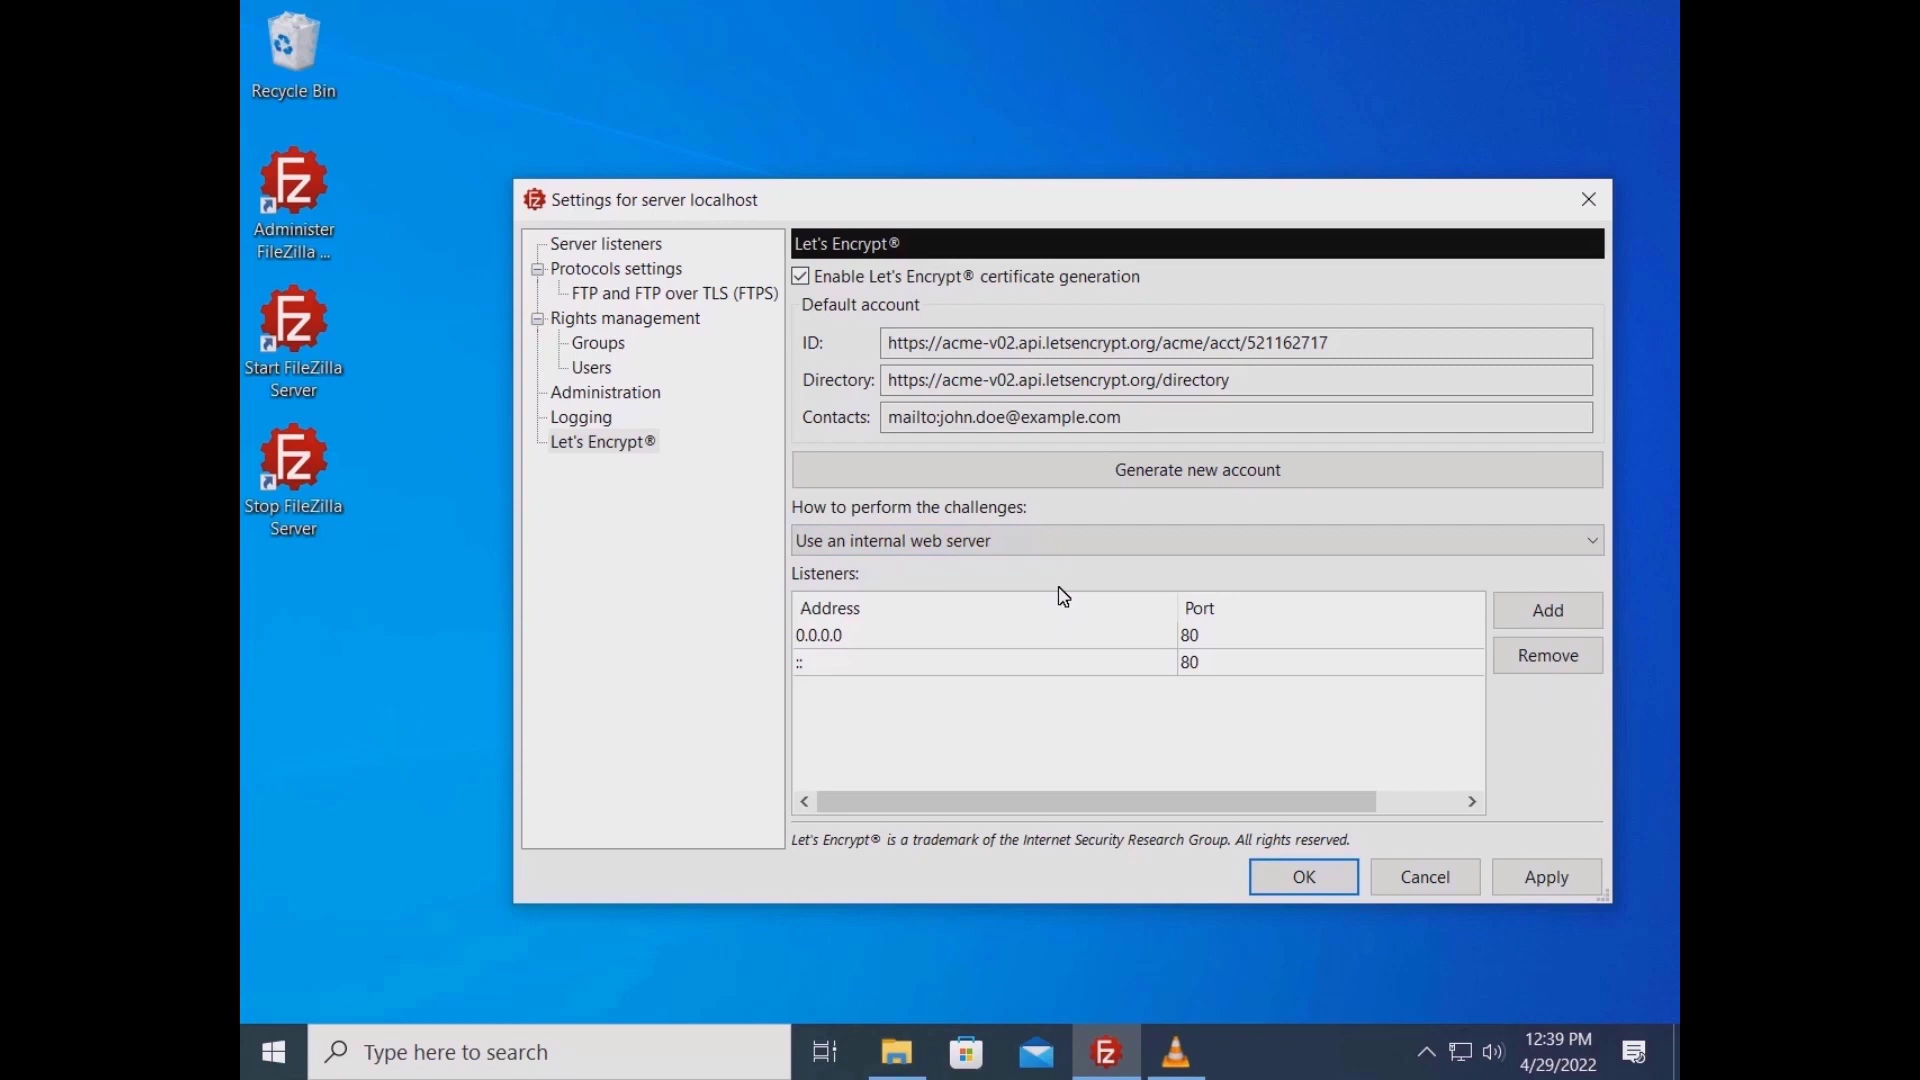 Recycle Bin
Administer
FileZilla ...
Start FileZilla
Server
Stop FileZilla
Server
Settings for server localhost
Server listeners
Protocols settings
FTP and FTP over TLS (FTPS)
Rights management
Groups
Users
Administration
Logging
Let's Encrypt®
Let's Encrypt®
Enable Let's Encrypt® certificate generation
Default account
ID: https://acme-v02.api.letsencrypt.org/acme/acct/521162717
Directory: https://acme-v02.api.letsencrypt.org/directory
Contacts: mailto:john.doe@example.com
Generate new account
How to perform the challenges:
Use an internal web server
Listeners:
Address Port
0.0.0.0 80
:: 80
Add
Remove
Let's Encrypt® is a trademark of the Internet Security Research Group. All rights reserved.
OK Cancel Apply
Type here to search
12:39 PM
4/29/2022